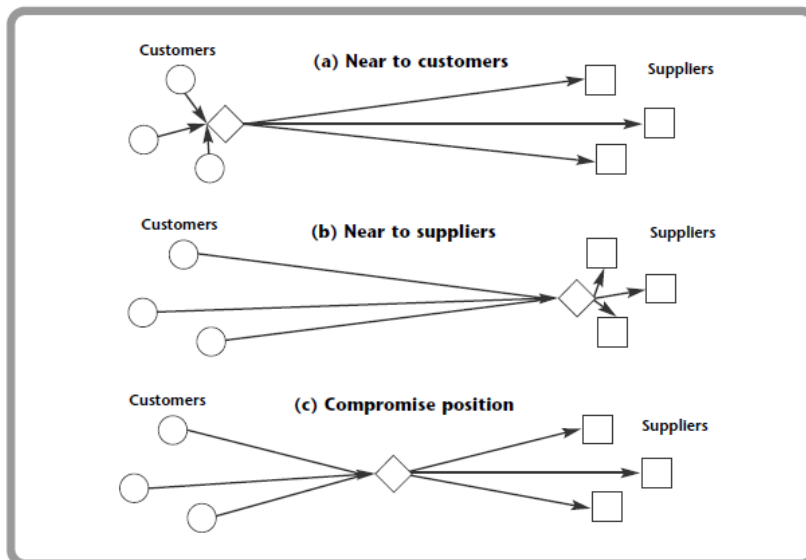 Customers
(a) Near to customers
Suppliers
Customers
(b) Near to suppliers
Suppliers
Customers
(c) Compromise position
Suppliers